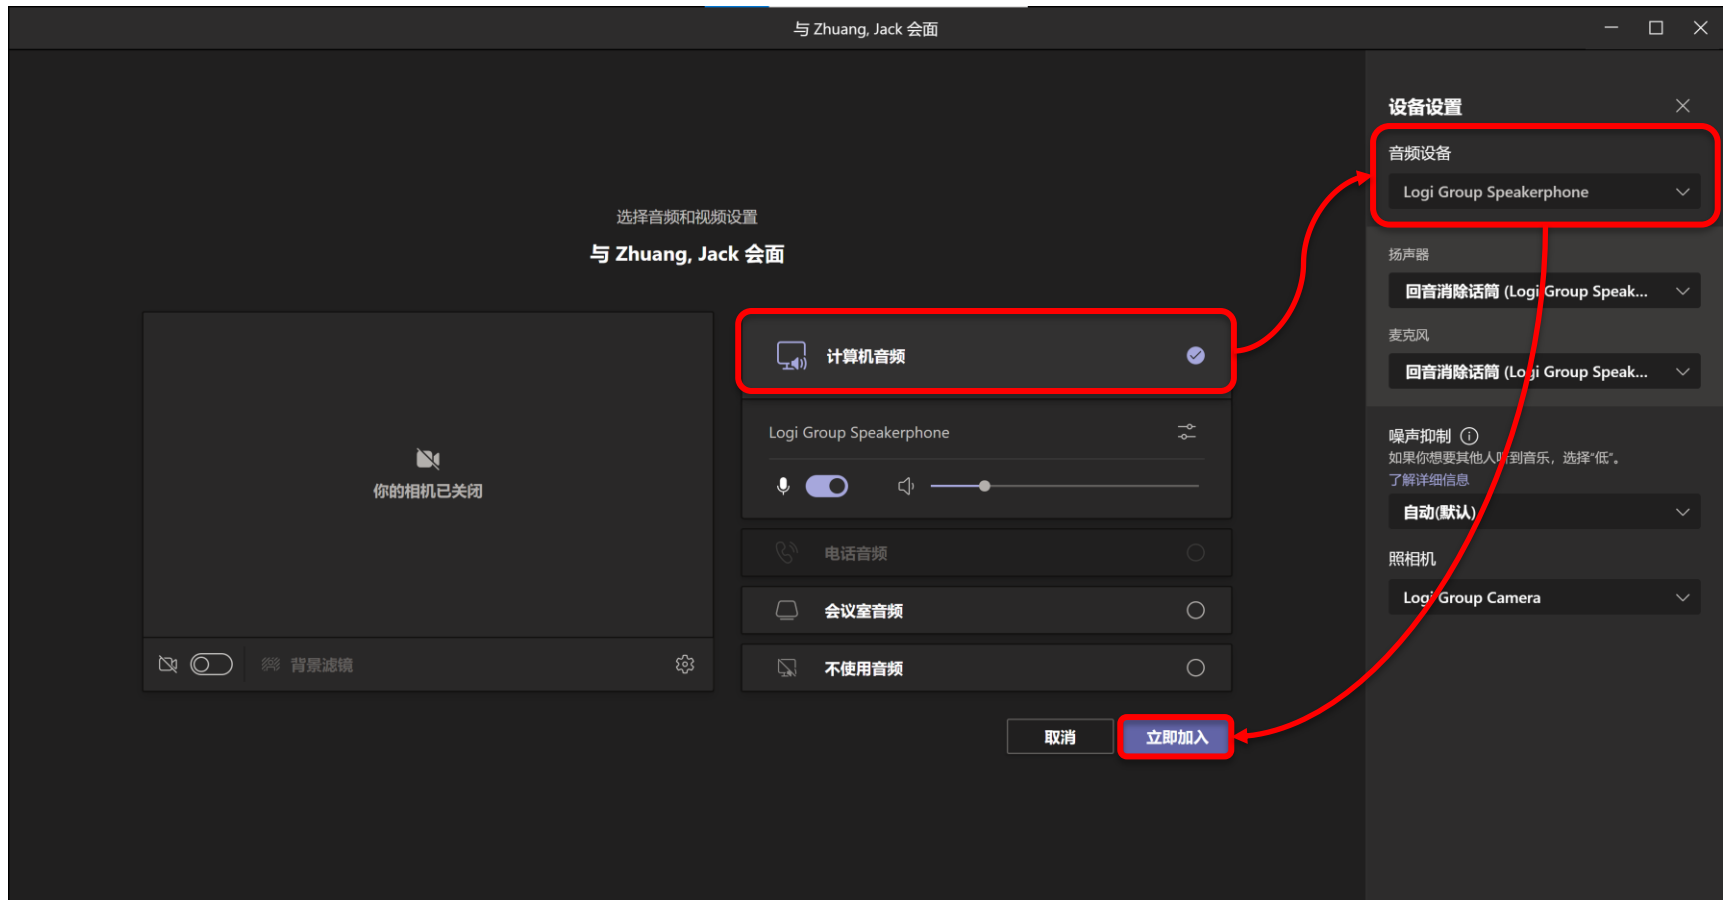 与 Zhuang, Jack 会面
选择音频和视频设置
与 Zhuang, Jack 会面
你的相机已关闭
背景滤镜
计算机音频
Logi Group Speakerphone
电话音频
会议室音频
不使用音频
取消
立即加入
设备设置
音频设备
Logi Group Speakerphone
扬声器
回音消除话筒 (Logi Group Speak...
麦克风
回音消除话筒 (Logi Group Speak...
噪声抑制
如果你想要其他人听到音乐，选择“低”。
了解详细信息
自动(默认)
照相机
Logi Group Camera